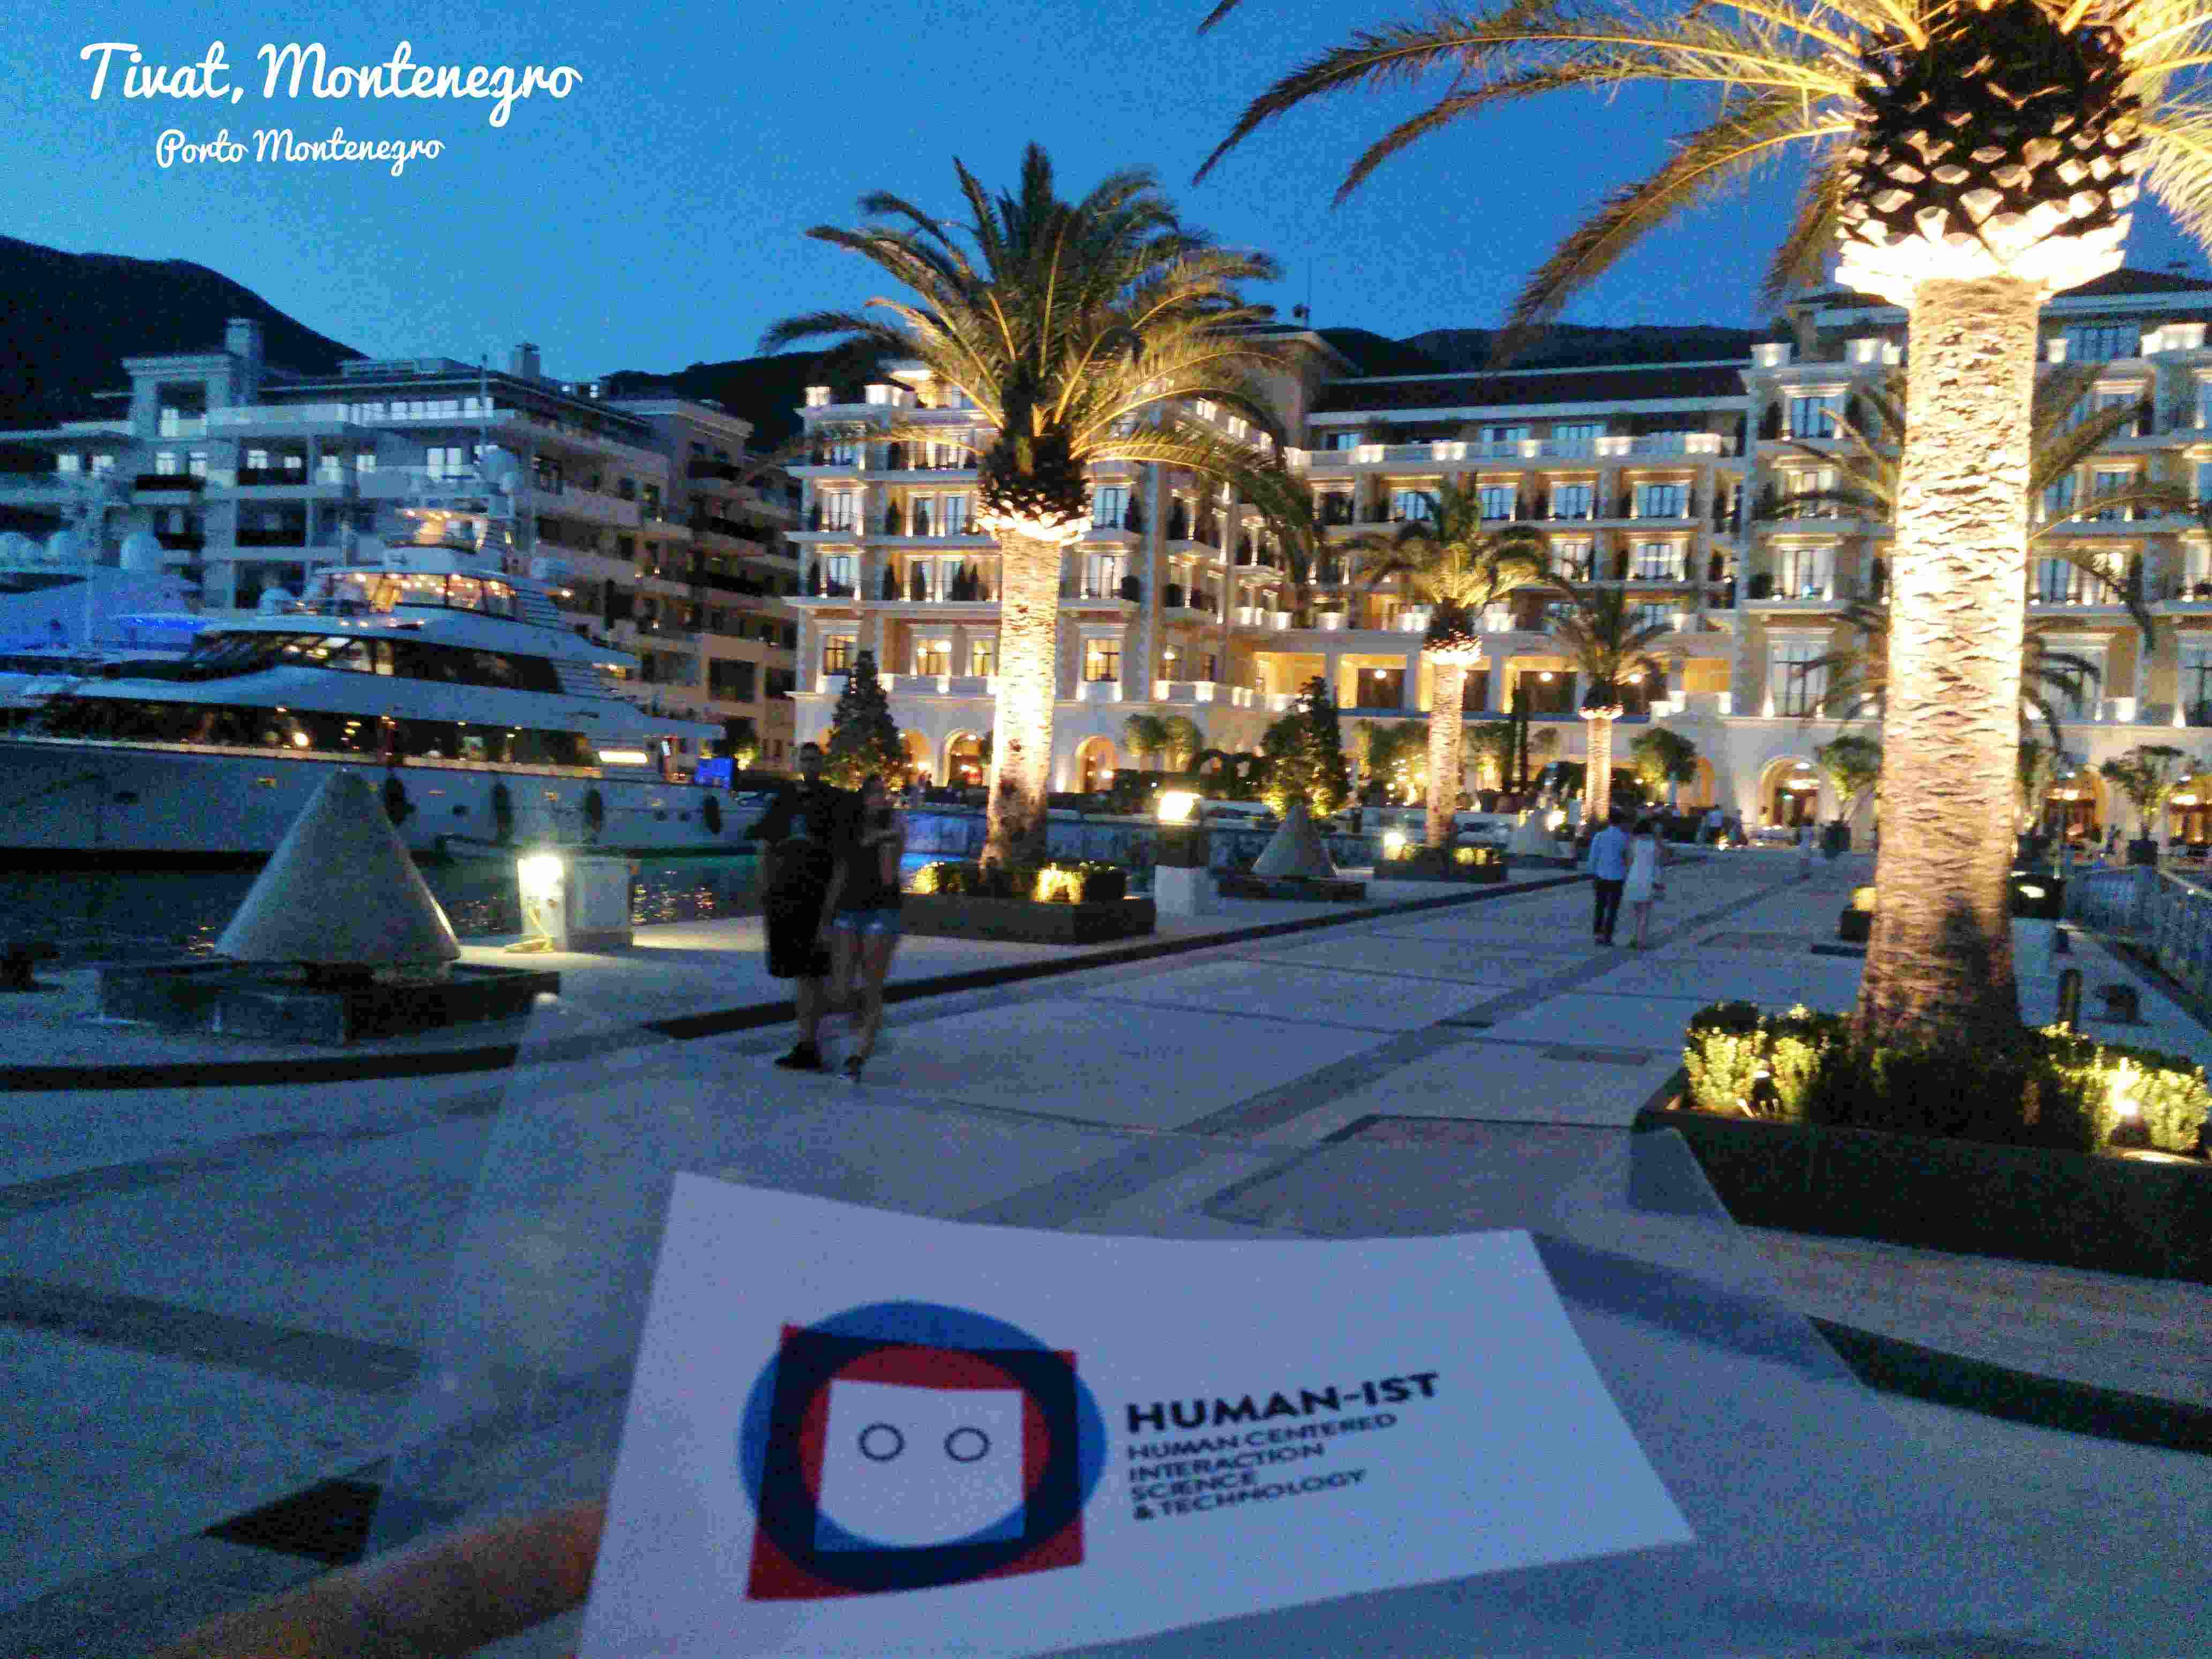 Tivat, Montenegro
Porto Montenegro
HUMAN-IST
HUMAN CENTERED
INTERACTION
SCIENCE
& TECHNOLOGY